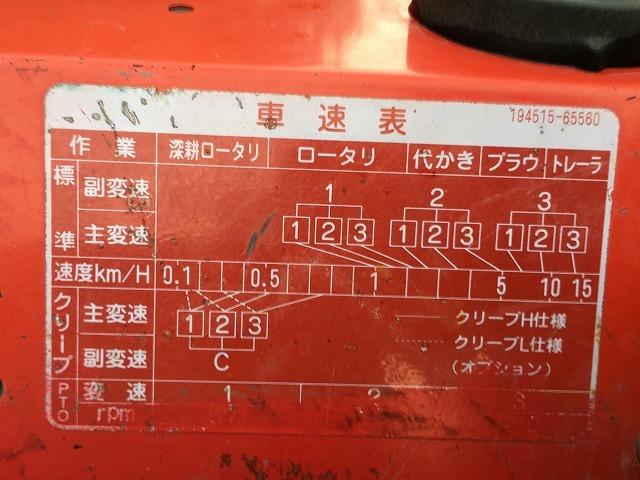 車速表
194515-65560
作業 深耕ロータリ ロータリ 代かき プラウ トレーラ
標準 副変速 1 2 3
主変速 1 2 3 1 2 3 1 2 3
速度km/H 0.1 0.5 1 5 10 15
クリープ 主変速 1 2 3 クリープH仕様
副変速 C クリープL仕様
(オプション)
PTO 変速 1 2 3
rpm